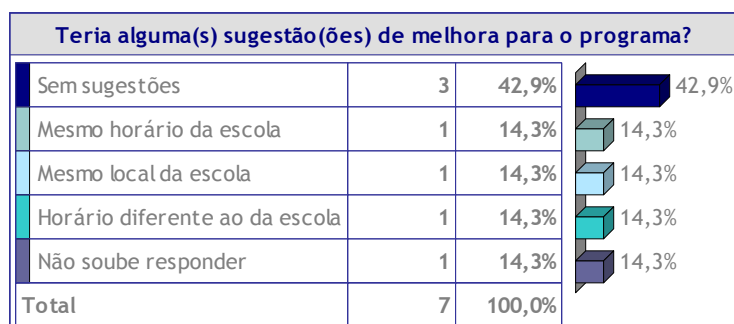 Teria alguma(s) sugestão(ões) de melhora para o programa?
Sem sugestões 3 42,9% 42,9%
Mesmo horário da escola 1 14,3% 14,3%
Mesmo local da escola 1 14,3% 14,3%
Horário diferente ao da escola 1 14,3% 14,3%
Não soube responder 1 14,3% 14,3%
Total 7 100,0%